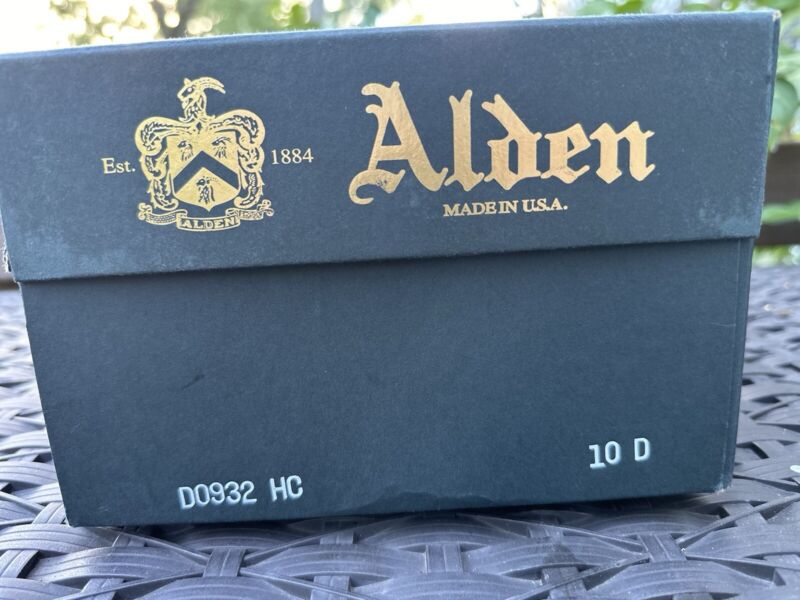 Est. 1884
ALDEN
Alden
MADE IN U.S.A.
D0932 HC
10 D